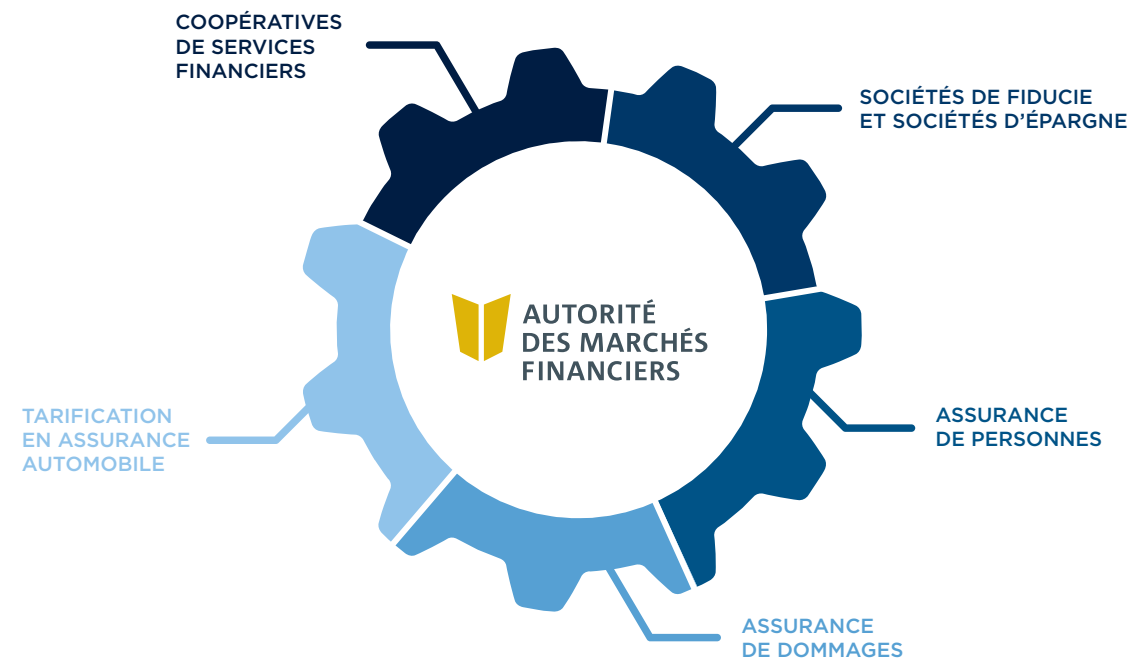 COOPÉRATIVES
DE SERVICES
FINANCIERS
SOCIÉTÉS DE FIDUCIE
ET SOCIÉTÉS D'ÉPARGNE
AUTORITÉ
DES MARCHÉS
FINANCIERS
TARIFICATION
EN ASSURANCE
AUTOMOBILE
ASSURANCE
DE PERSONNES
ASSURANCE
DE DOMMAGES